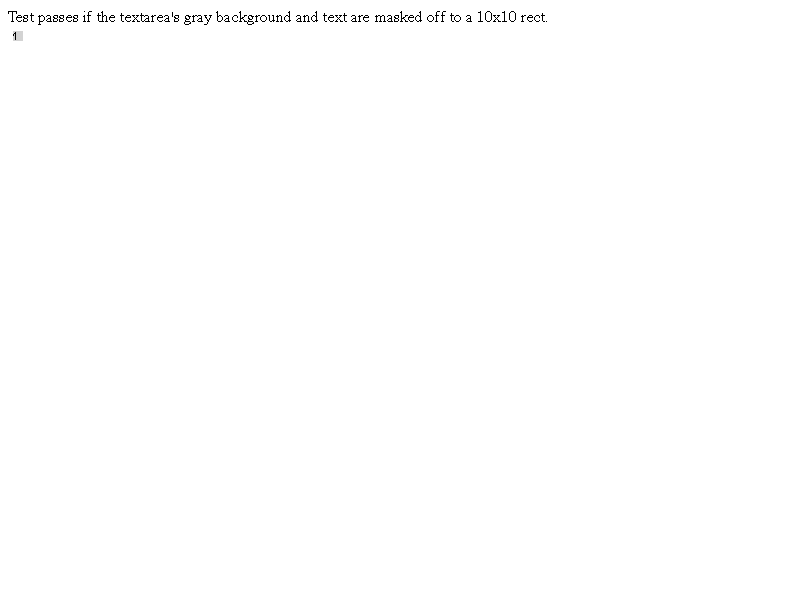 Test passes if the textarea's gray background and text are masked off to a 10x10 rect.
1